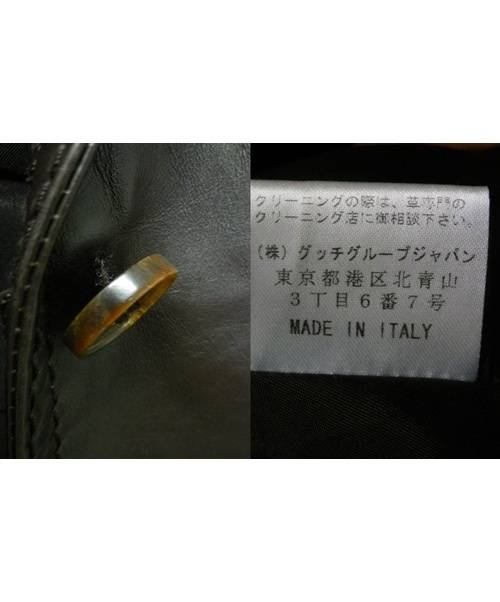 クリーニングの際は、革専門の
クリーニング店に御相談下さい。
(株) グッチグループジャパン
東京都港区北青山
3丁目6番7号
MADE IN ITALY